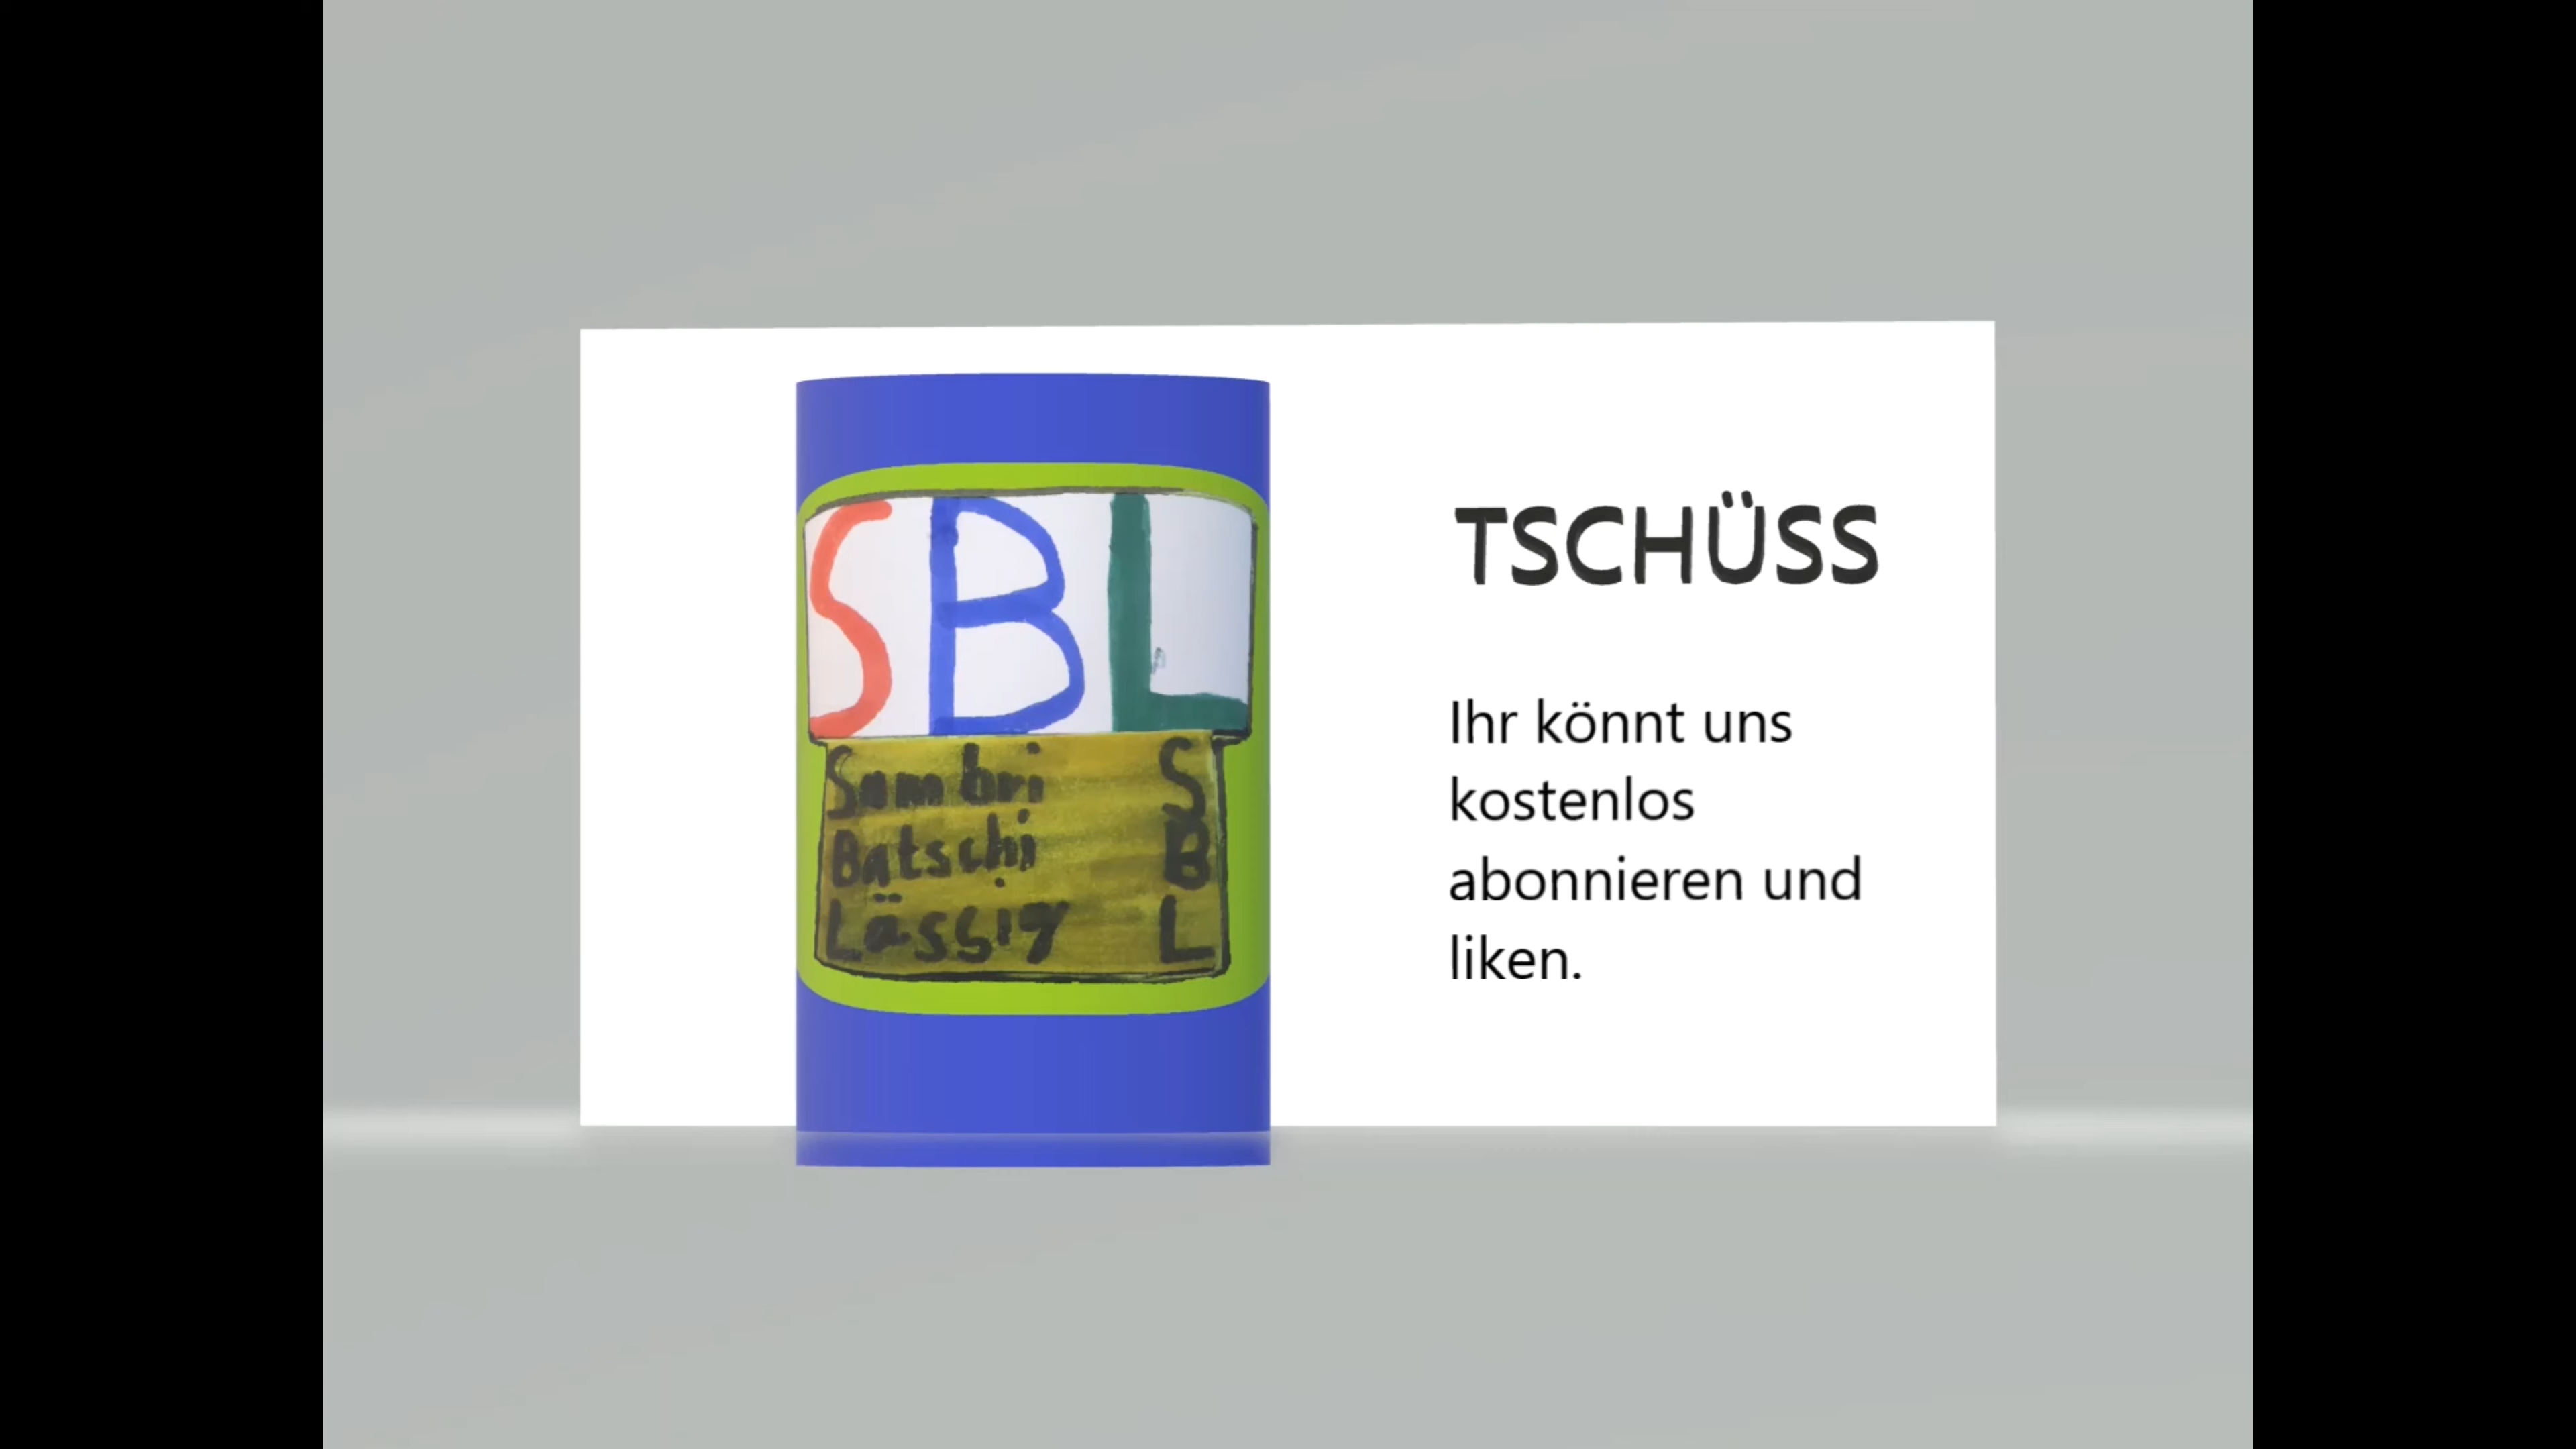 SBL
Sambri S
Batschi B
Lässig L
TSCHÜSS
Ihr könnt uns
kostenlos
abonnieren und
liken.